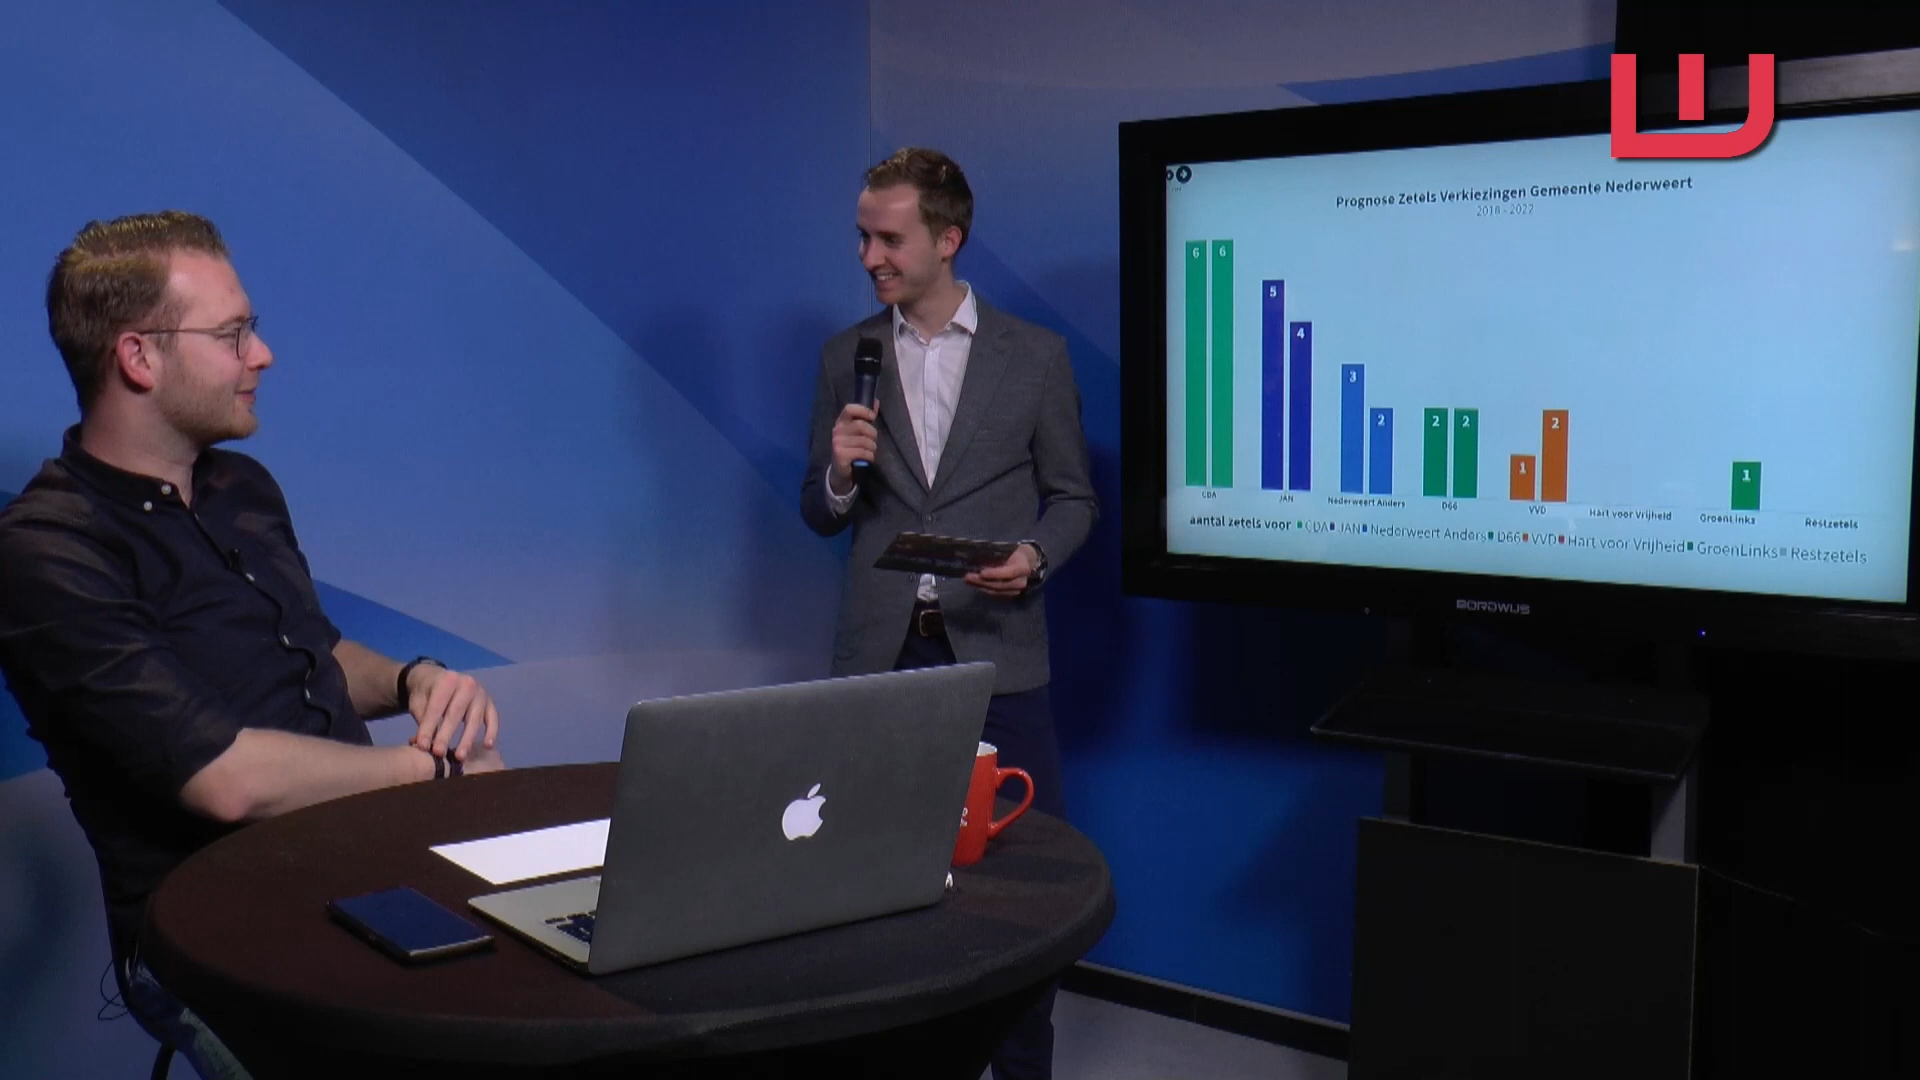 Prognose Zetels Verkiezingen Gemeente Nederweert
2018 - 2022
6 6
5 4
3 2
2 2
1 2
1
CDA JAN Nederweert Anders D66 VVD Hart voor Vrijheid GroenLinks Restzetels
aantal zetels voor CDA JAN Nederweert Anders D66 VVD Hart voor Vrijheid GroenLinks Restzetels